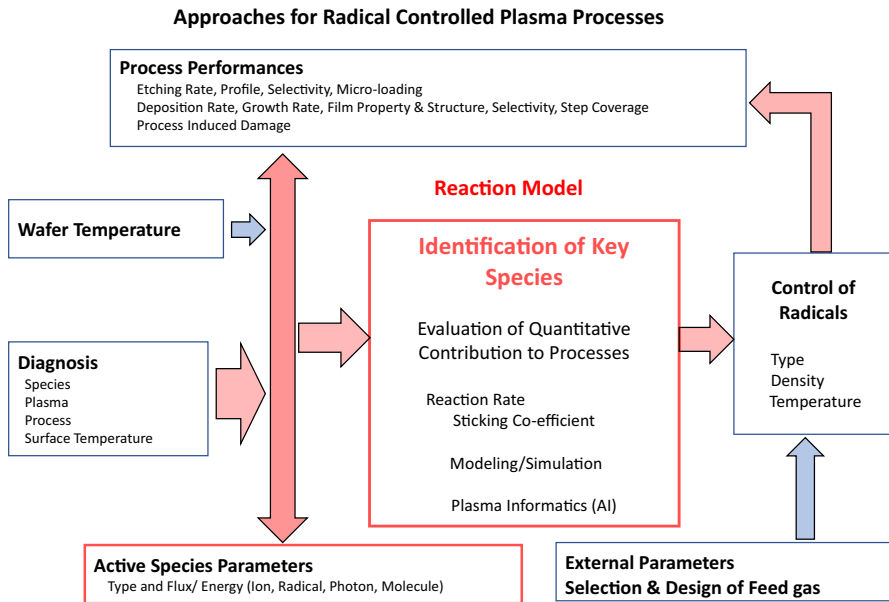 Approaches for Radical Controlled Plasma Processes
Process Performances
Etching Rate, Profile, Selectivity, Micro-loading
Deposition Rate, Growth Rate, Film Property & Structure, Selectivity, Step Coverage
Process Induced Damage
Reaction Model
Wafer Temperature
Identification of Key
Species
Evaluation of Quantitative
Contribution to Processes
Reaction Rate
Sticking Co-efficient
Modeling/Simulation
Plasma Informatics (AI)
Control of
Radicals
Type
Density
Temperature
Diagnosis
Species
Plasma
Process
Surface Temperature
Active Species Parameters
Type and Flux/ Energy (Ion, Radical, Photon, Molecule)
External Parameters
Selection & Design of Feed gas